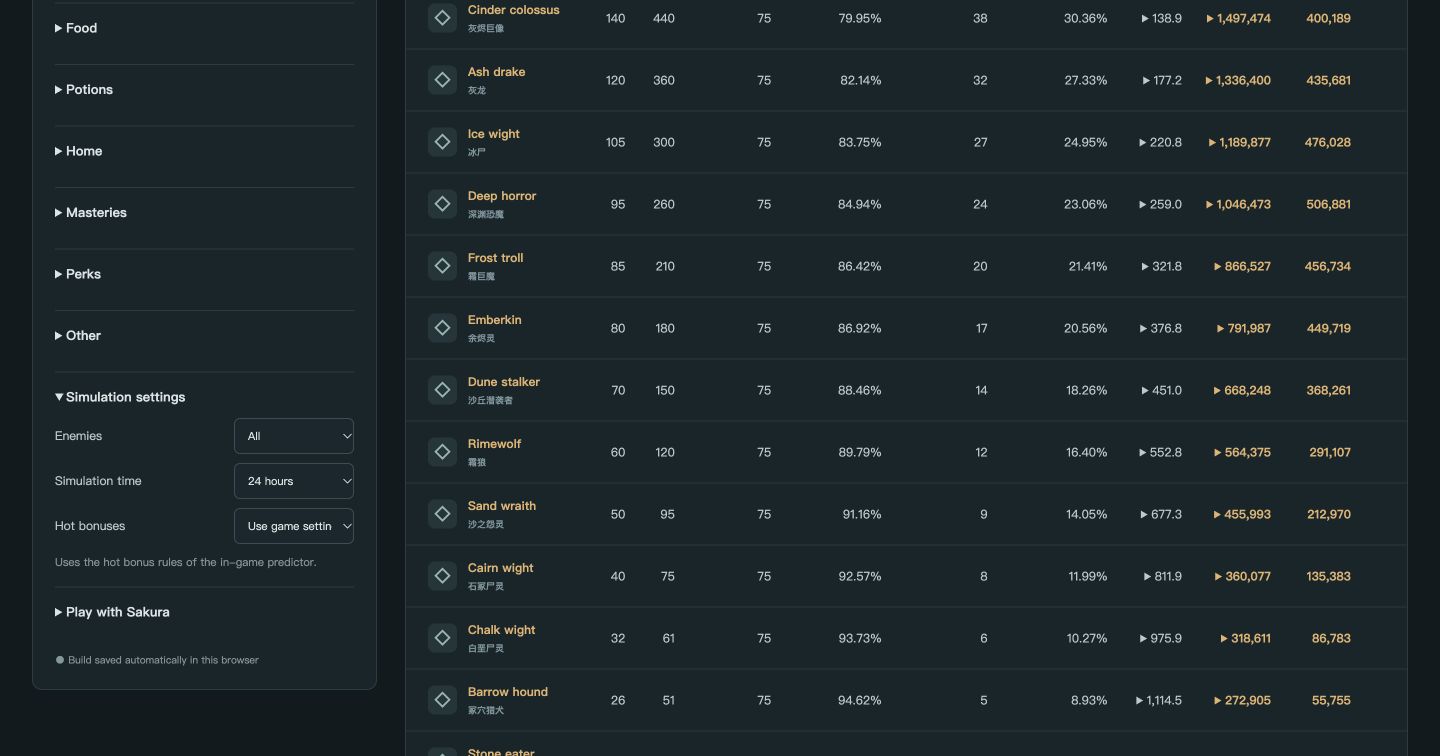 Food
Potions
Home
Masteries
Perks
Other
Simulation settings
Enemies All
Simulation time 24 hours
Hot bonuses Use game settin
Uses the hot bonus rules of the in-game predictor.
Play with Sakura
Build saved automatically in this browser
Cinder colossus 140 440 75 79.95% 38 30.36% 138.9 1,497,474 400,189
灰烬巨像
Ash drake 120 360 75 82.14% 32 27.33% 177.2 1,336,400 435,681
灰龙
Ice wight 105 300 75 83.75% 27 24.95% 220.8 1,189,877 476,028
冰尸
Deep horror 95 260 75 84.94% 24 23.06% 259.0 1,046,473 506,881
深渊恐魔
Frost troll 85 210 75 86.42% 20 21.41% 321.8 866,527 456,734
霜巨魔
Emberkin 80 180 75 86.92% 17 20.56% 376.8 791,987 449,719
余烬灵
Dune stalker 70 150 75 88.46% 14 18.26% 451.0 668,248 368,261
沙丘潜袭者
Rimewolf 60 120 75 89.79% 12 16.40% 552.8 564,375 291,107
霜狼
Sand wraith 50 95 75 91.16% 9 14.05% 677.3 455,993 212,970
沙之怨灵
Cairn wight 40 75 75 92.57% 8 11.99% 811.9 360,077 135,383
石冢尸灵
Chalk wight 32 61 75 93.73% 6 10.27% 975.9 318,611 86,783
白垩尸灵
Barrow hound 26 51 75 94.62% 5 8.93% 1,114.5 272,905 55,755
冢穴猎犬
Stone eater